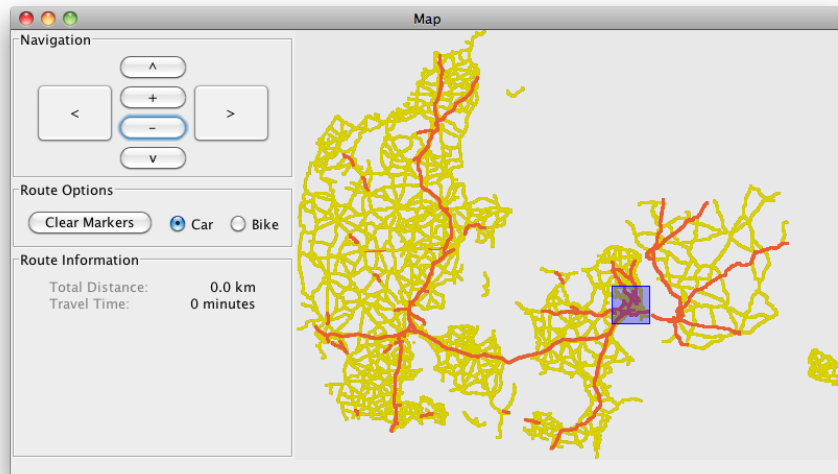 Map
Navigation
^
+
<
>
–
v
Route Options
Clear Markers
Car
Bike
Route Information
Total Distance: 0.0 km
Travel Time: 0 minutes